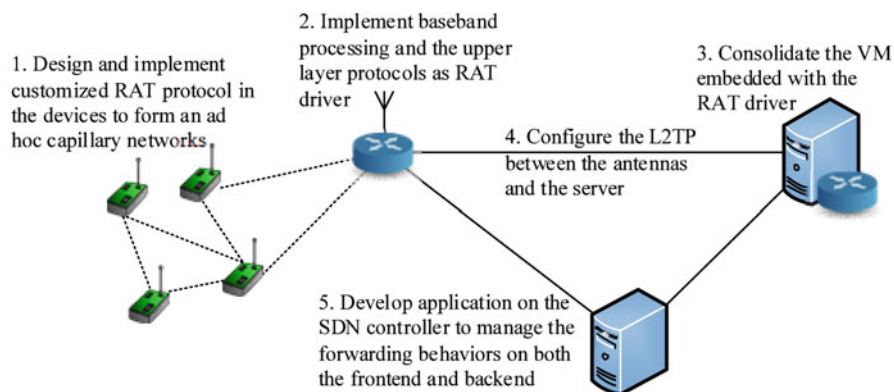 1. Design and implement
customized RAT protocol in
the devices to form an ad
hoc capillary networks
2. Implement baseband
processing and the upper
layer protocols as RAT
driver
3. Consolidate the VM
embedded with the
RAT driver
4. Configure the L2TP
between the antennas
and the server
5. Develop application on the
SDN controller to manage the
forwarding behaviors on both
the frontend and backend